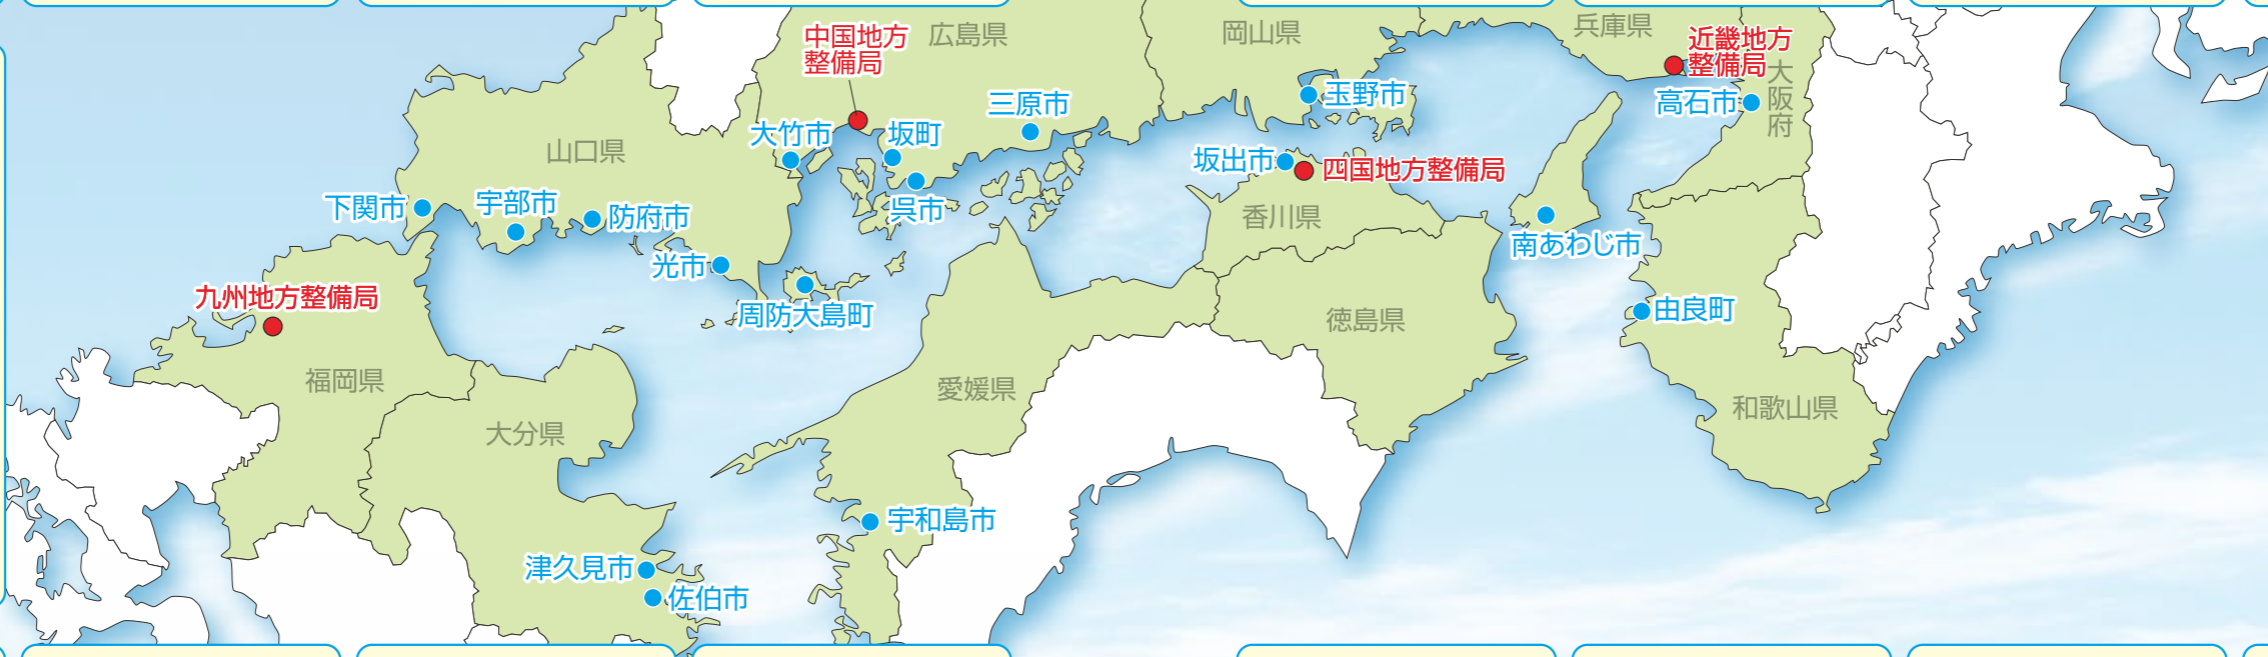 中国地方
整備局
広島県
岡山県
兵庫県
近畿地方
整備局
大阪府
高石市
玉野市
三原市
大竹市
坂町
山口県
坂出市
四国地方整備局
下関市
宇部市
防府市
呉市
香川県
南あわじ市
光市
九州地方整備局
周防大島町
徳島県
由良町
福岡県
愛媛県
和歌山県
大分県
宇和島市
津久見市
佐伯市